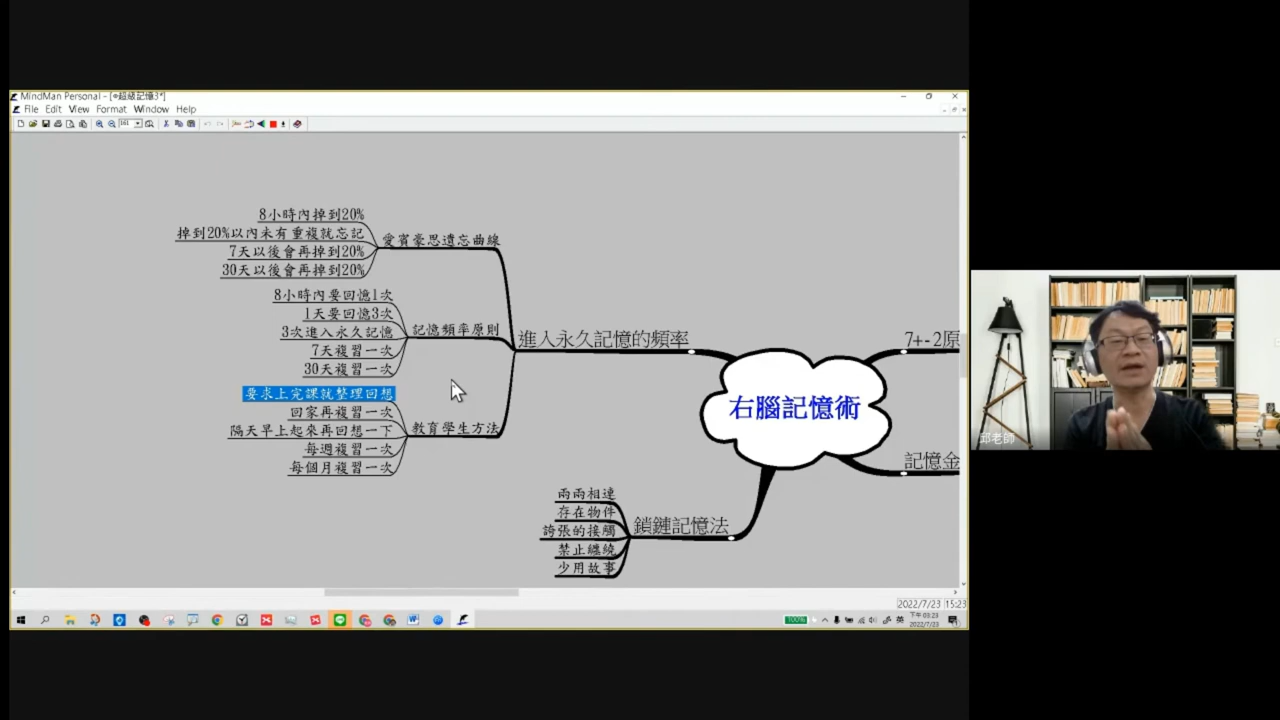 MindMan Personal - [⊕超級記憶3*]
File Edit View Format Window Help
161
8小時內掉到20%
掉到20%以內未有重複就忘記
7天以後會再掉到20%
30天以後會再掉到20%
愛賓豪思遺忘曲線
8小時內要回憶1次
1天要回憶3次
3次進入永久記憶
7天複習一次
30天複習一次
記憶頻率原則
進入永久記憶的頻率
要求上完課就整理回想
回家再複習一次
隔天早上起來再回想一下
每週複習一次
每個月複習一次
教育學生方法
右腦記憶術
7+-2原
記憶金
兩兩相連
存在物件
誇張的接觸
禁止纏繞
少用故事
鎖鏈記憶法
邱老師
2022/7/23 15:23
100%
英
下午 03:23
2022/7/23